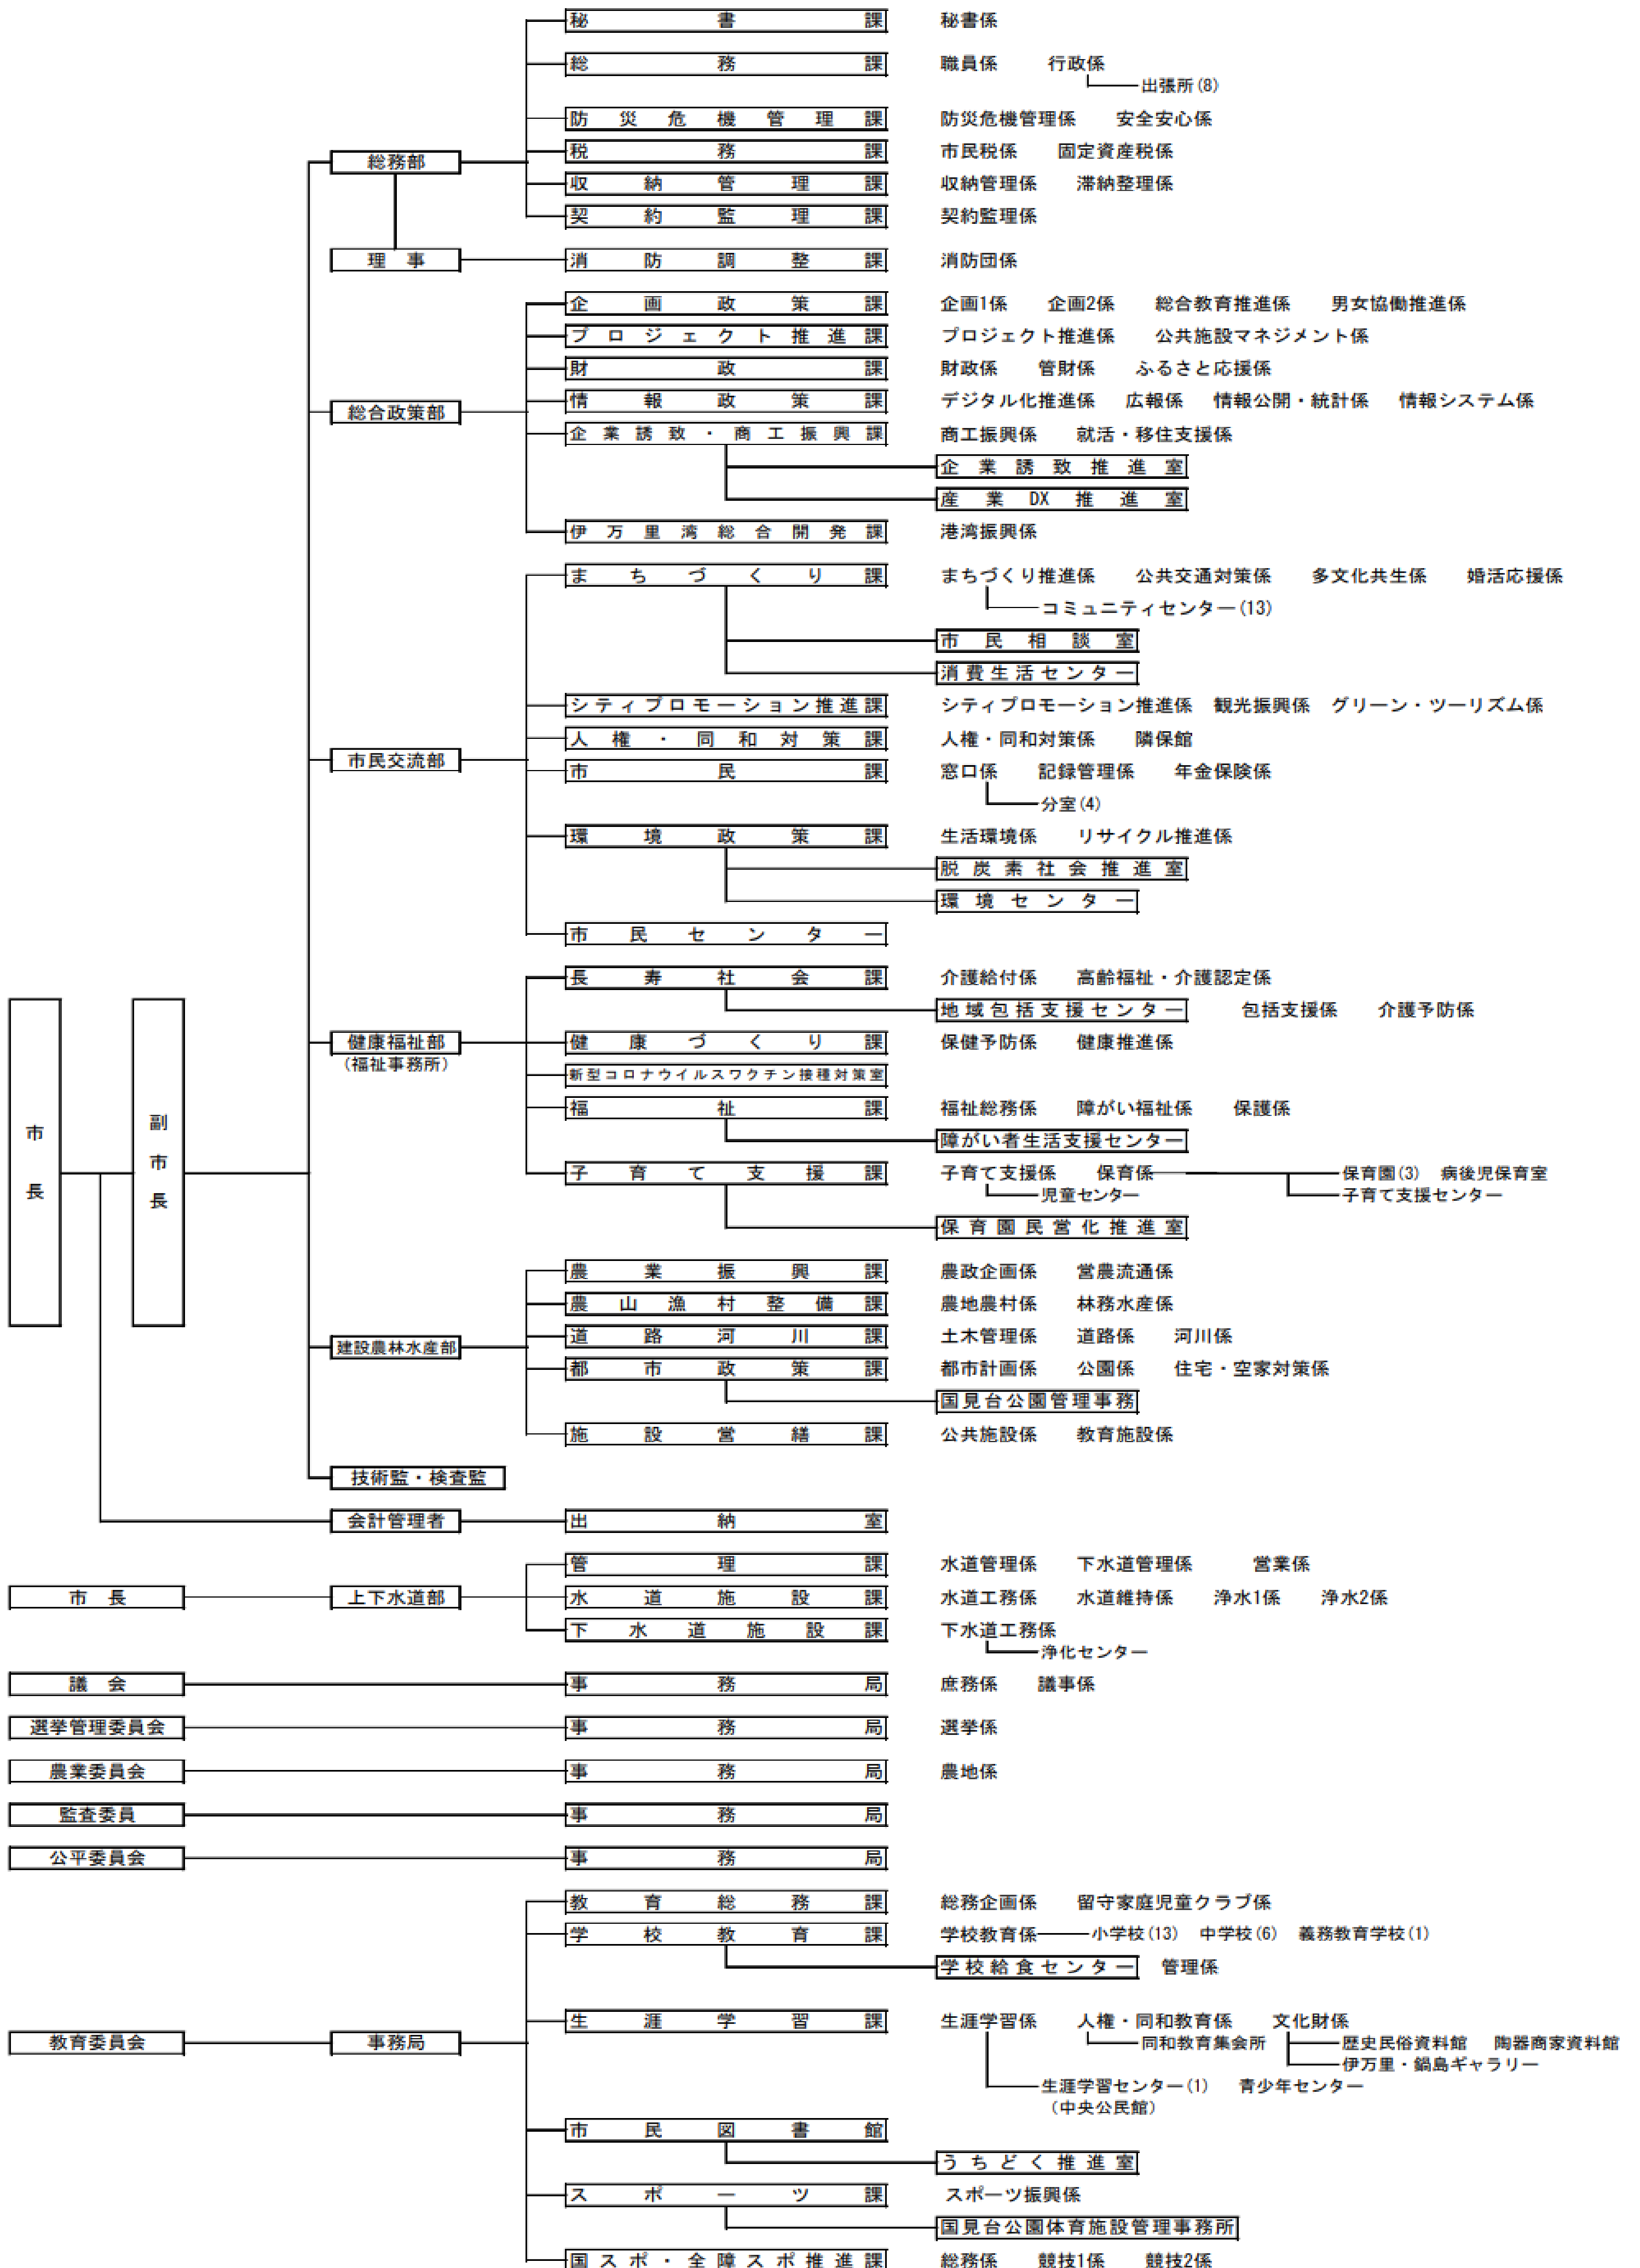 秘書課 秘書係
総務課 職員係 行政係
出張所(8)
防災危機管理課 防災危機管理係 安全安心係
税務課 市民税係 固定資産税係
総務部
収納管理課 収納管理係 滞納整理係
契約監理課 契約監理係
理事 消防調整課 消防団係
企画政策課 企画1係 企画2係 総合教育推進係 男女協働推進係
プロジェクト推進課 プロジェクト推進係 公共施設マネジメント係
財政課 財政係 管財係 ふるさと応援係
情報政策課 デジタル化推進係 広報係 情報公開・統計係 情報システム係
総合政策部
企業誘致・商工振興課 商工振興係 就活・移住支援係
企業誘致推進室
産業DX推進室
伊万里湾総合開発課 港湾振興係
まちづくり課 まちづくり推進係 公共交通対策係 多文化共生係 婚活応援係
コミュニティセンター(13)
市民相談室
消費生活センター
シティプロモーション推進課 シティプロモーション推進係 観光振興係 グリーン・ツーリズム係
人権・同和対策課 人権・同和対策係 隣保館
市民交流部
市民課 窓口係 記録管理係 年金保険係
分室(4)
環境政策課 生活環境係 リサイクル推進係
脱炭素社会推進室
環境センター
市民センター
長寿社会課 介護給付係 高齢福祉・介護認定係
地域包括支援センター 包括支援係 介護予防係
健康福祉部 健康づくり課 保健予防係 健康推進係
(福祉事務所)
新型コロナウイルスワクチン接種対策室
福祉課 福祉総務係 障がい福祉係 保護係
障がい者生活支援センター
市長 副市長
子育て支援課 子育て支援係 保育係 保育園(3) 病後児保育室
児童センター 子育て支援センター
保育園民営化推進室
農業振興課 農政企画係 営農流通係
農山漁村整備課 農地農村係 林務水産係
道路河川課 土木管理係 道路係 河川係
建設農林水産部
都市政策課 都市計画係 公園係 住宅・空家対策係
国見台公園管理事務
施設営繕課 公共施設係 教育施設係
技術監・検査監
会計管理者 出納室
管理課 水道管理係 下水道管理係 営業係
市長 上下水道部 水道施設課 水道工務係 水道維持係 浄水1係 浄水2係
下水道施設課 下水道工務係
浄化センター
議会 事務局 庶務係 議事係
選挙管理委員会 事務局 選挙係
農業委員会 事務局 農地係
監査委員 事務局
公平委員会 事務局
教育総務課 総務企画係 留守家庭児童クラブ係
学校教育課 学校教育係 小学校(13) 中学校(6) 義務教育学校(1)
学校給食センター 管理係
生涯学習課 生涯学習係 人権・同和教育係 文化財係
教育委員会 事務局 同和教育集会所 歴史民俗資料館 陶器商家資料館
伊万里・鍋島ギャラリー
生涯学習センター(1) 青少年センター
(中央公民館)
市民図書館
うちどく推進室
スポーツ課 スポーツ振興係
国見台公園体育施設管理事務所
国スポ・全障スポ推進課 総務係 競技1係 競技2係